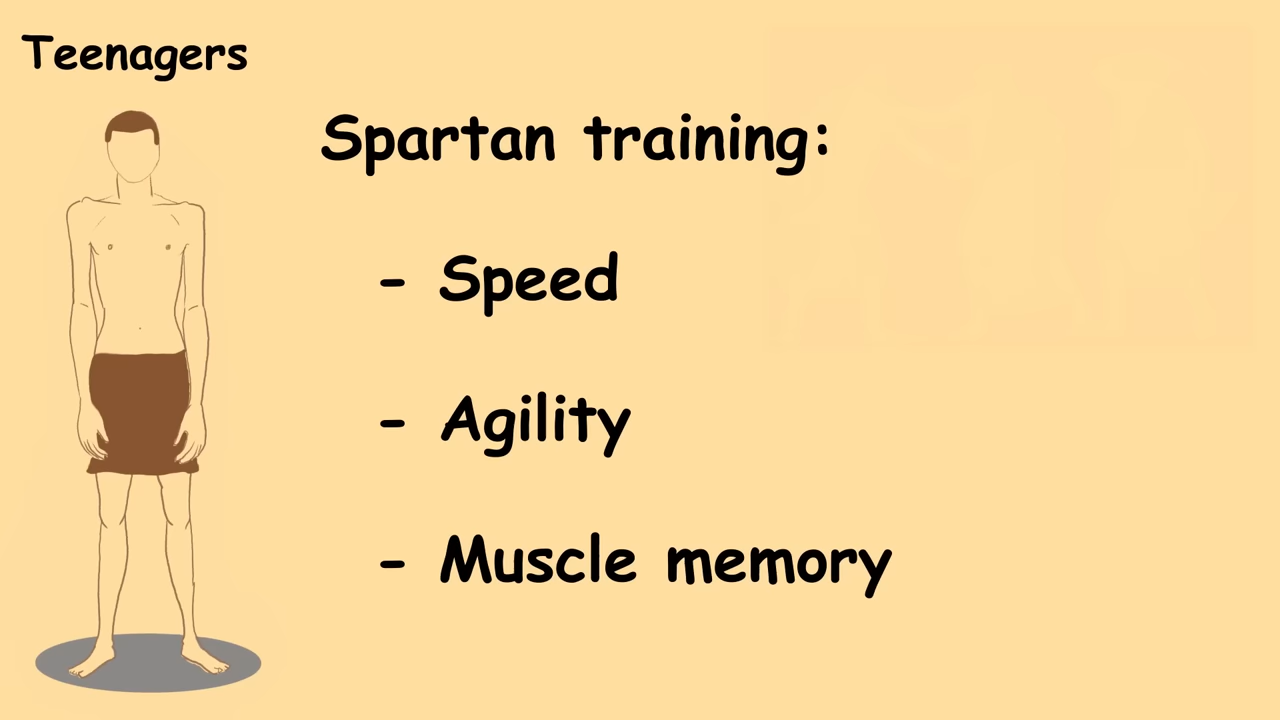 Teenagers
Spartan training:
- Speed
- Agility
- Muscle memory